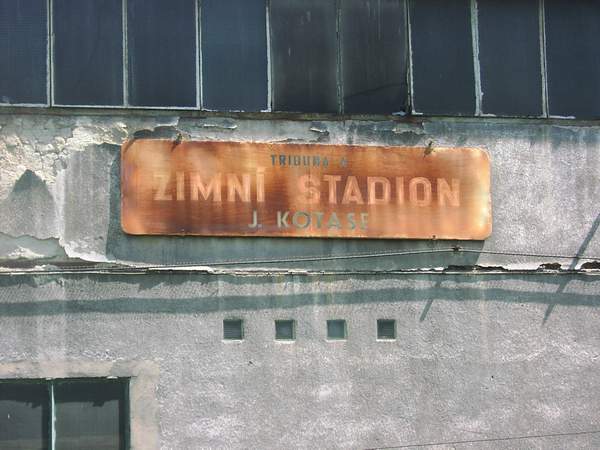 TRIBUNA A
ZIMNÍ STADION
J. KOTASE